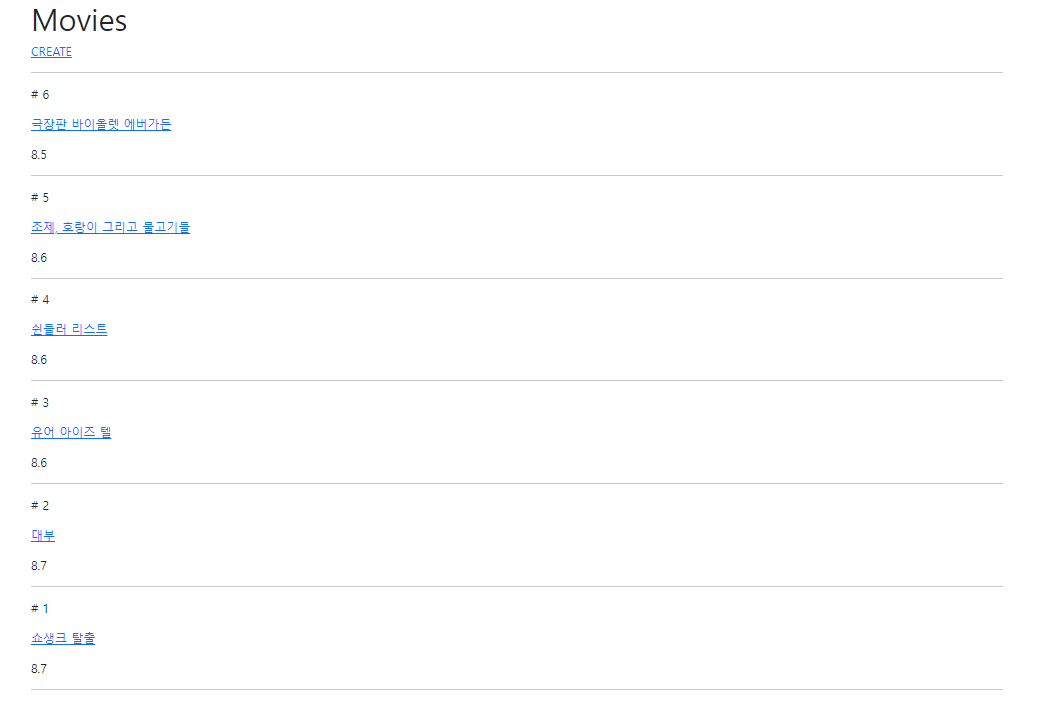 Movies
CREATE
# 6
극장판 바이올렛 에버가든
8.5
# 5
조제, 호랑이 그리고 물고기들
8.6
# 4
쉰들러 리스트
8.6
# 3
유어 아이즈 텔
8.6
# 2
대부
8.7
# 1
쇼생크 탈출
8.7